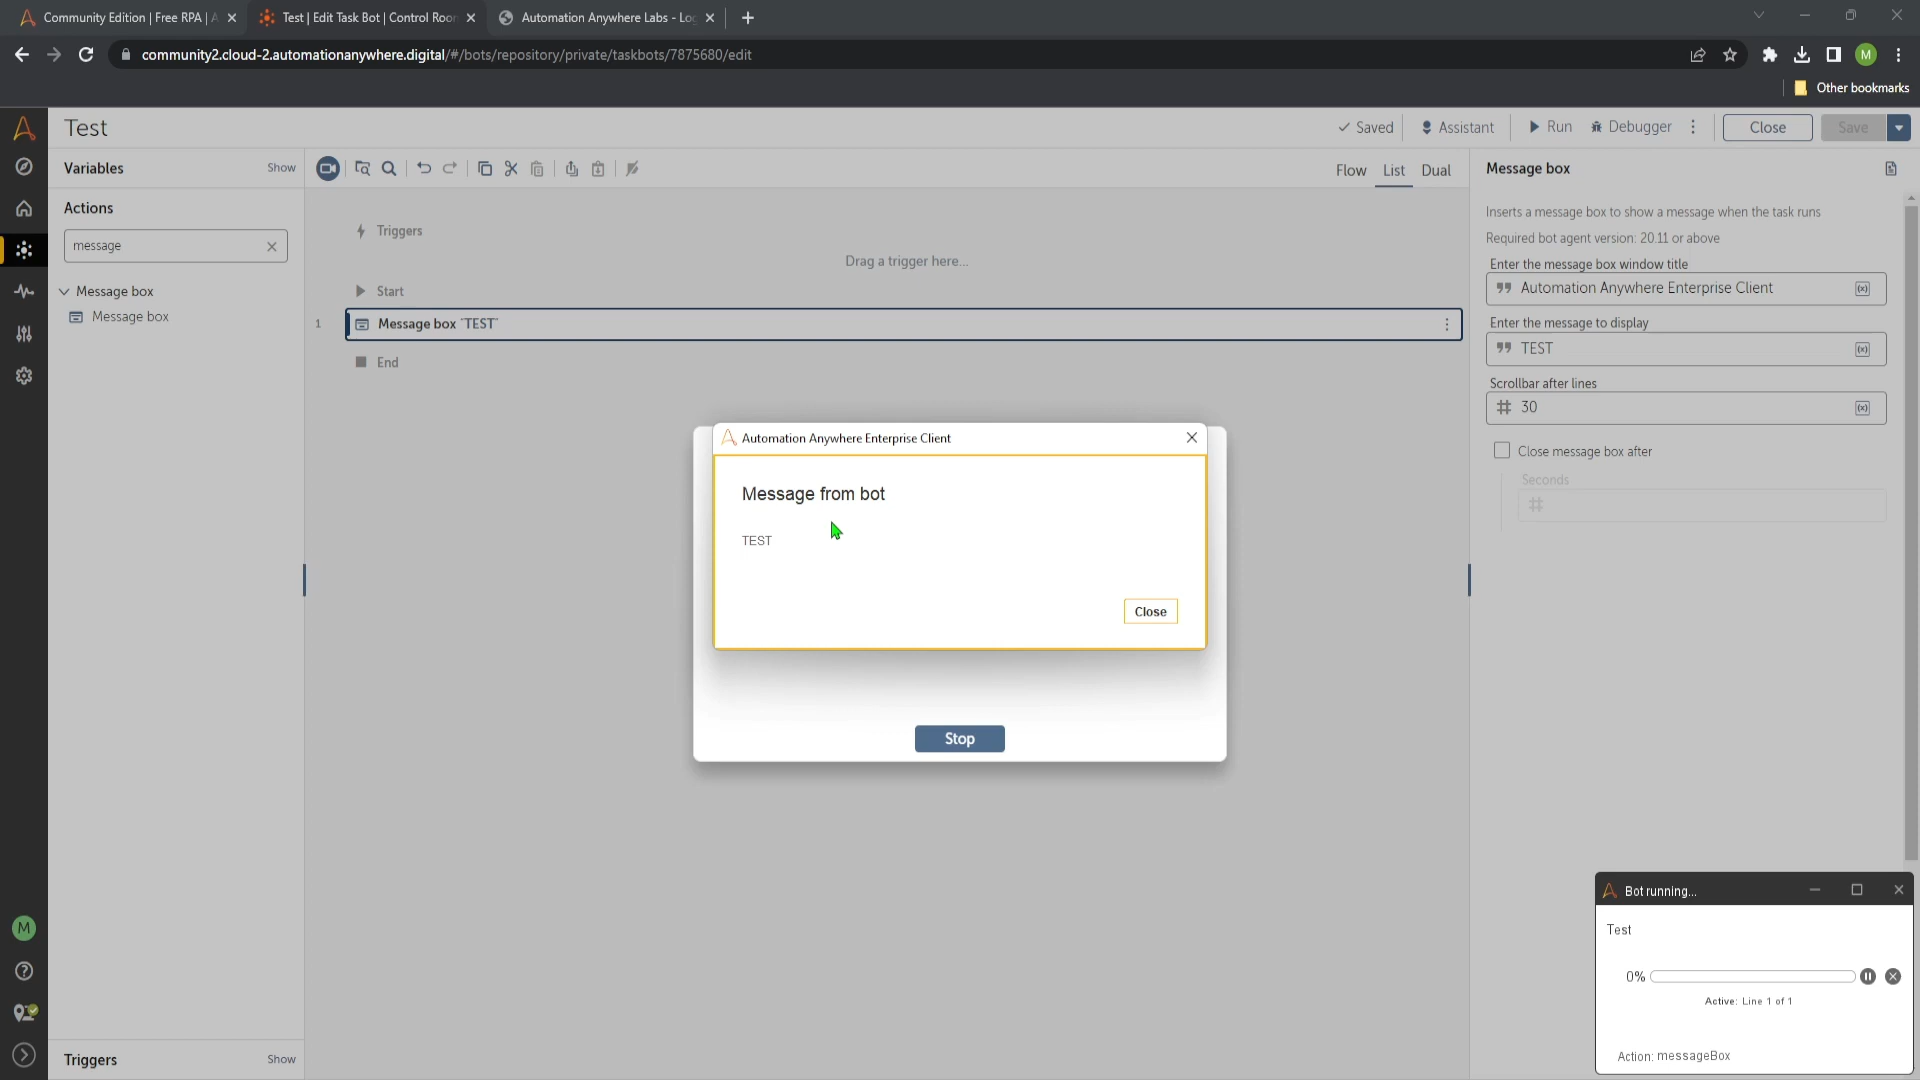 Community Edition | Free RPA | A
Test | Edit Task Bot | Control Roor
Automation Anywhere Labs - Lo
community2.cloud-2.automationanywhere.digital/#/bots/repository/private/taskbots/7875680/edit
M
Other bookmarks
Test
Saved
Assistant
Run
Debugger
Close
Save
Variables
Show
Flow
List
Dual
Message box
Actions
message
Message box
Message box
Triggers
Drag a trigger here...
Start
1
Message box "TEST"
End
Inserts a message box to show a message when the task runs
Required bot agent version: 20.11 or above
Enter the message box window title
Automation Anywhere Enterprise Client
(x)
Enter the message to display
TEST
(x)
Scrollbar after lines
30
(x)
Close message box after
Seconds
Automation Anywhere Enterprise Client
Message from bot
TEST
Close
Stop
Bot running...
Test
0%
Active: Line 1 of 1
Action: messageBox
M
Triggers
Show